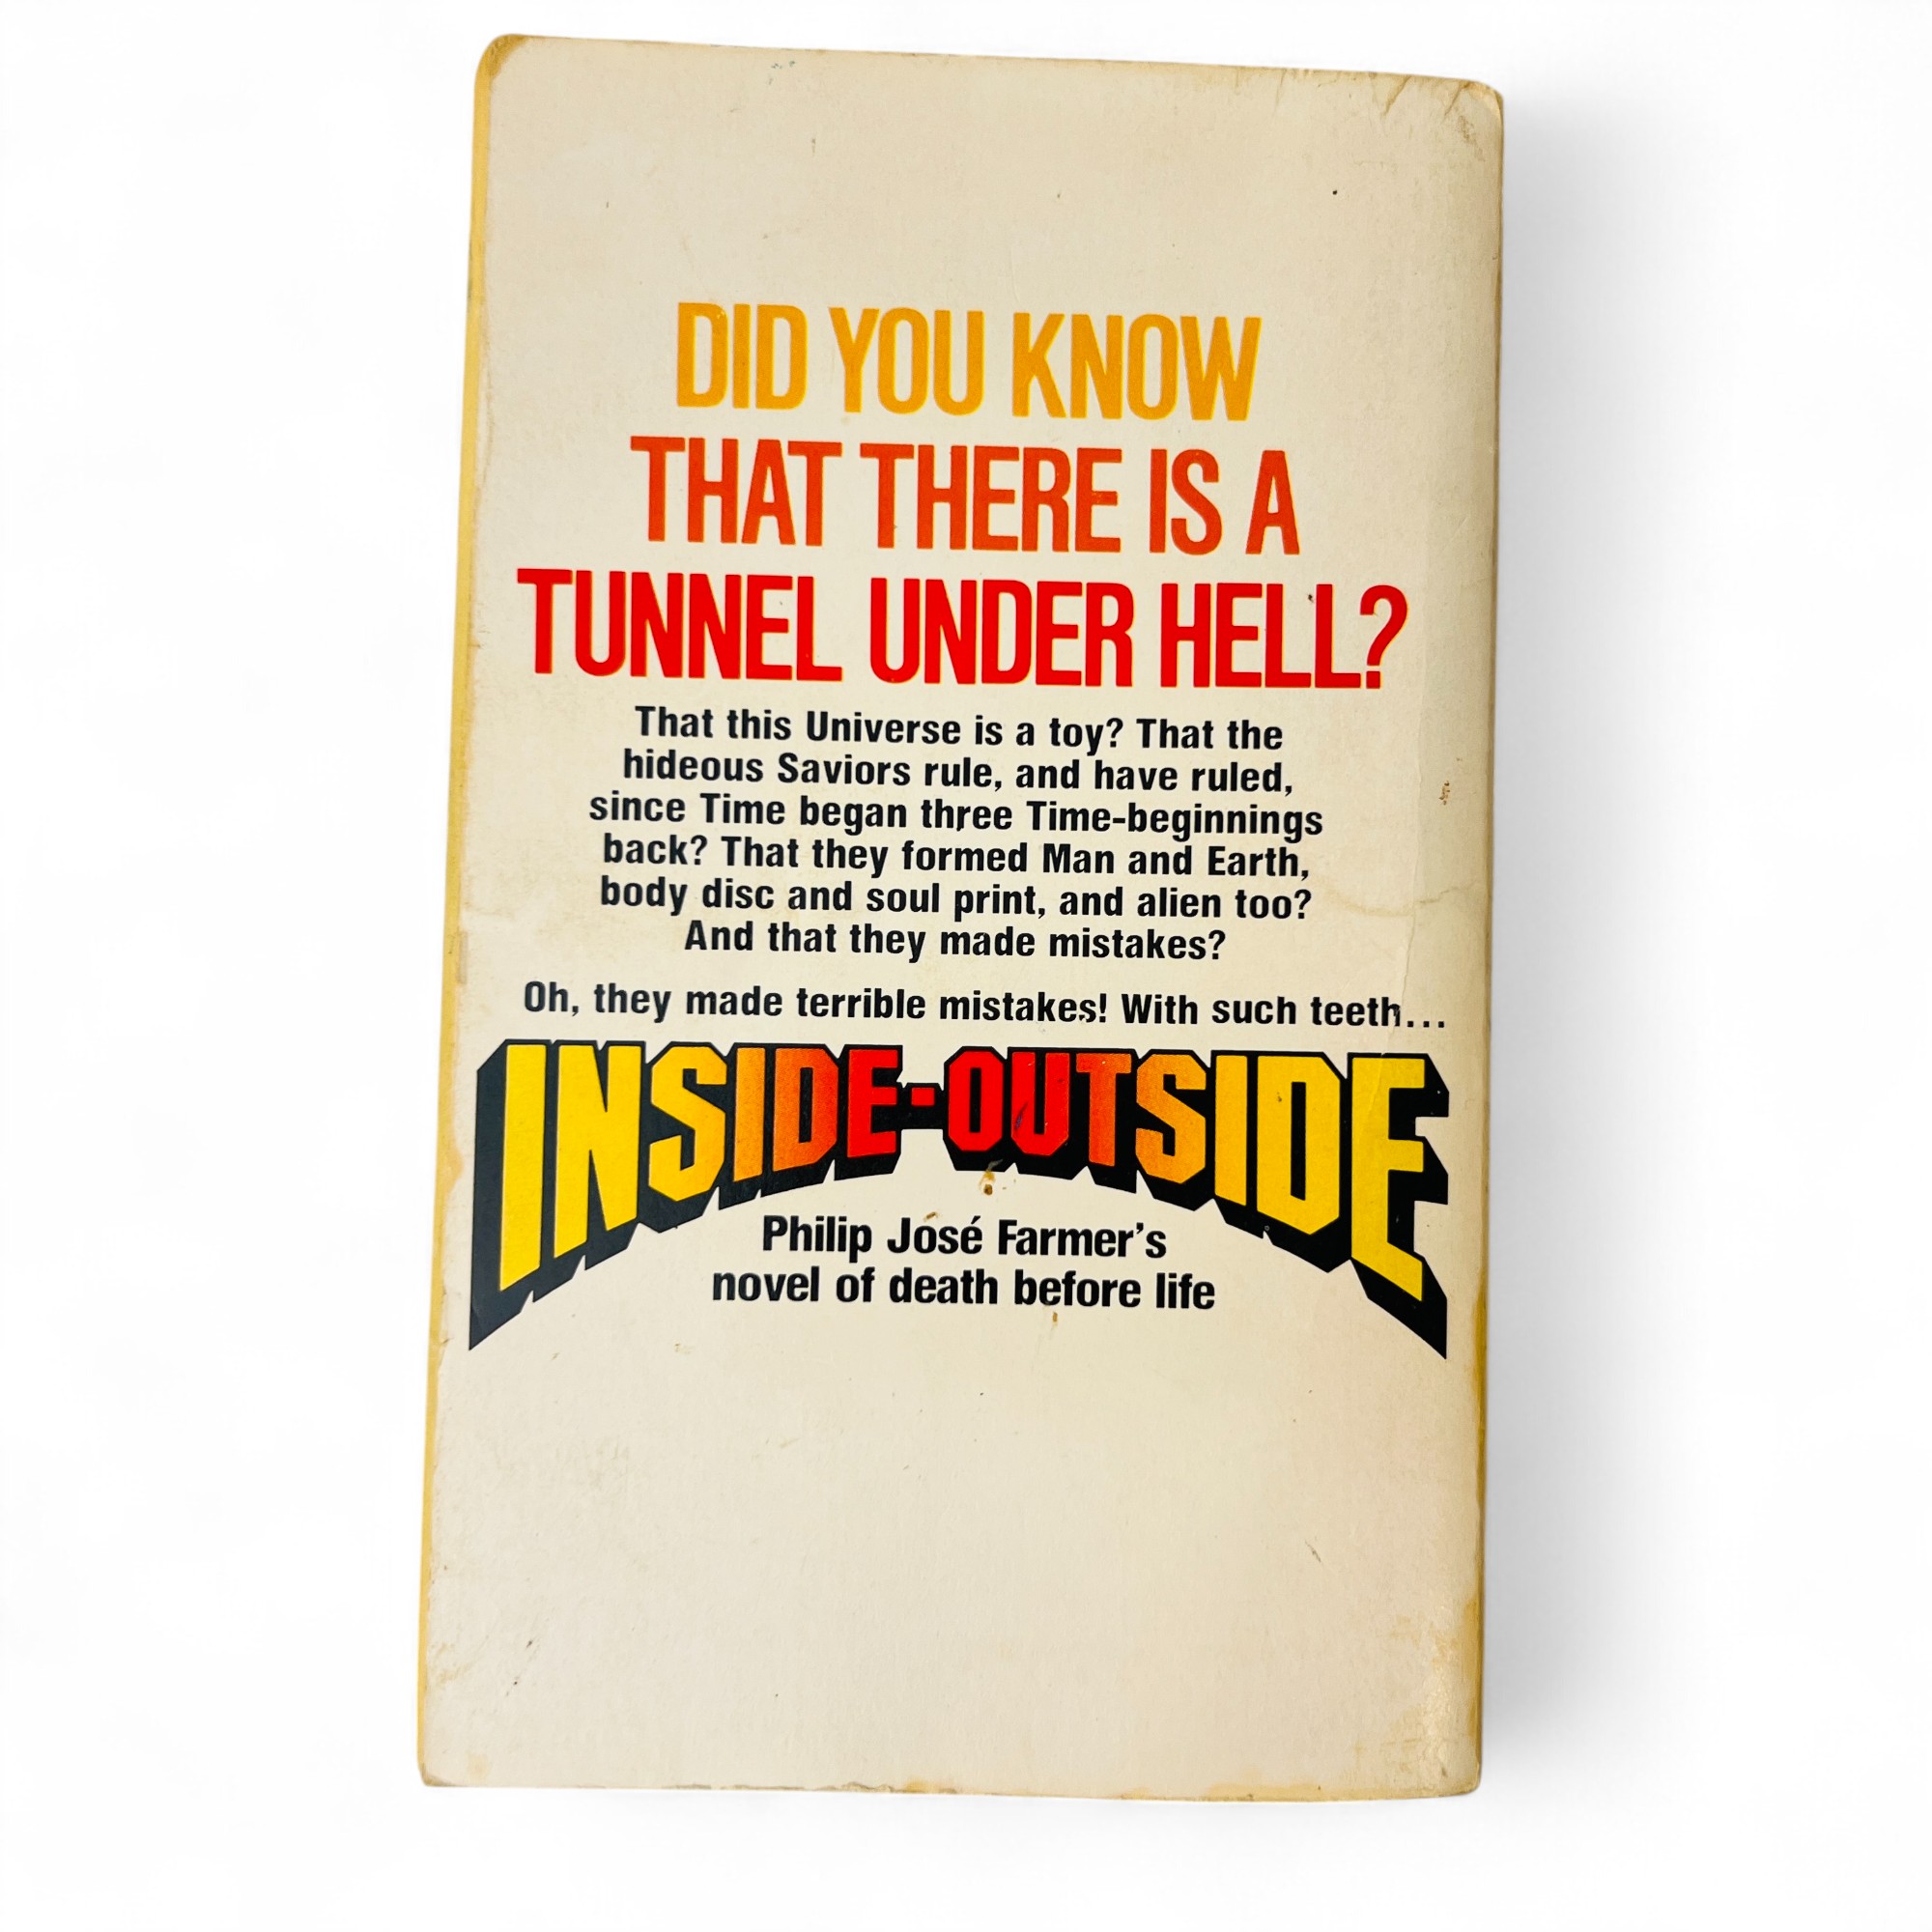 DID YOU KNOW
THAT THERE IS A
TUNNEL UNDER HELL?
That this Universe is a toy? That the
hideous Saviors rule, and have ruled,
since Time began three Time-beginnings
back? That they formed Man and Earth,
body disc and soul print, and alien too?
And that they made mistakes?
Oh, they made terrible mistakes! With such teeth...
INSIDE-OUTSIDE
Philip José Farmer's
novel of death before life